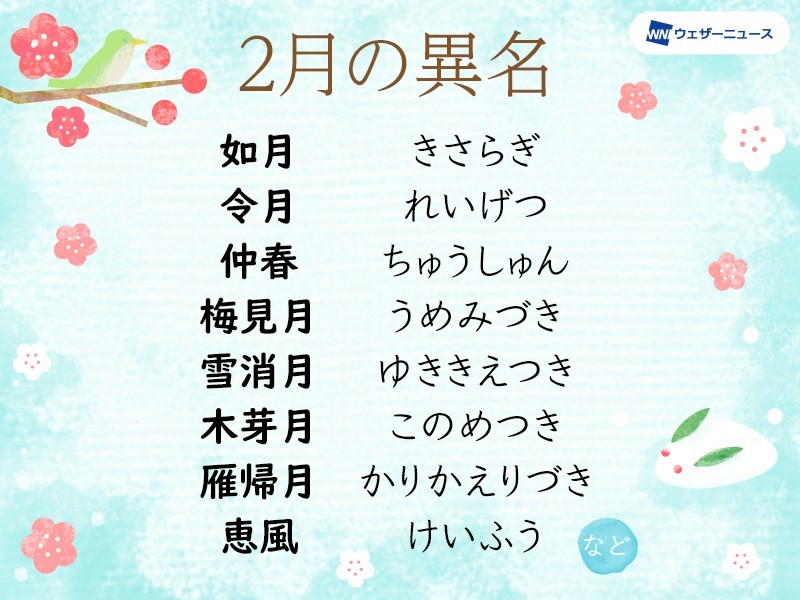 WNI ウェザーニュース
2月の異名
如月 きさらぎ
令月 れいげつ
仲春 ちゅうしゅん
梅見月 うめみづき
雪消月 ゆききえつき
木芽月 このめつき
雁帰月 かりかえりづき
恵風 けいふう
など